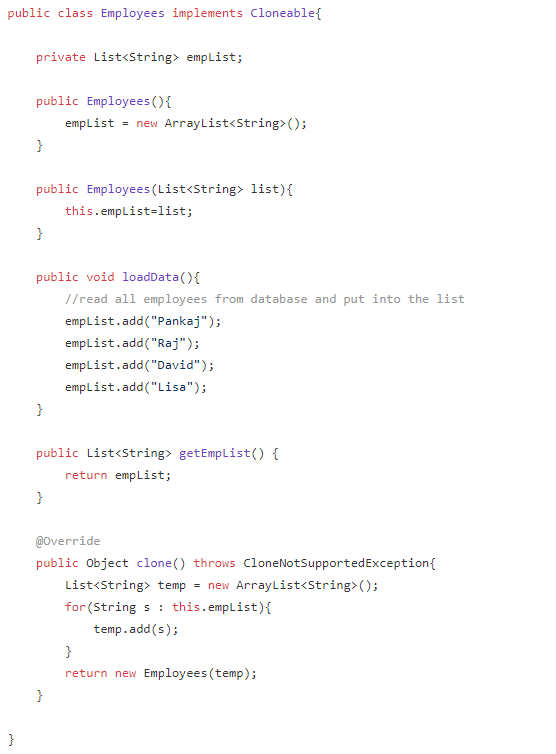 public class Employees implements Cloneable{
private List<String> empList;
public Employees(){
empList = new ArrayList<String>();
}
public Employees(List<String> list){
this.empList=list;
}
public void loadData(){
//read all employees from database and put into the list
empList.add("Pankaj");
empList.add("Raj");
empList.add("David");
empList.add("Lisa");
}
public List<String> getEmpList() {
return empList;
}
@Override
public Object clone() throws CloneNotSupportedException{
List<String> temp = new ArrayList<String>();
for(String s : this.empList){
temp.add(s);
}
return new Employees(temp);
}
}